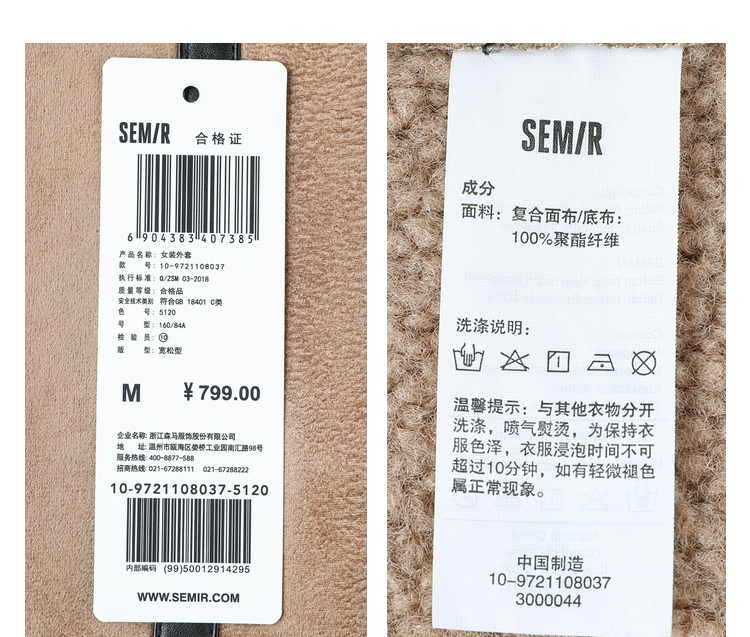 SEMIR 合格证
6 904383 407385
产品名称: 女装外套
款 号: 10-9721108037
执行标准: Q/ZSM 03-2018
质量等级: 合格品
安全技术类别: 符合GB 18401 C类
色 号: 5120
号 型: 160/84A
检 验 员: ⑩
版 型: 宽松型
M ¥799.00
企业名称: 浙江森马服饰股份有限公司
地 址: 温州市瓯海区娄桥工业园南汇路98号
服务热线: 400-8877-588
招商热线: 021-67288111 021-67288222
10-9721108037-5120
内部编码 (99)50012914295
WWW.SEMIR.COM
SEMIR
成分
面料: 复合面布/底布:
100%聚酯纤维
洗涤说明:
温馨提示: 与其他衣物分开
洗涤, 喷气熨烫, 为保持衣
服色泽, 衣服浸泡时间不可
超过10分钟, 如有轻微褪色
属正常现象。
中国制造
10-9721108037
3000044